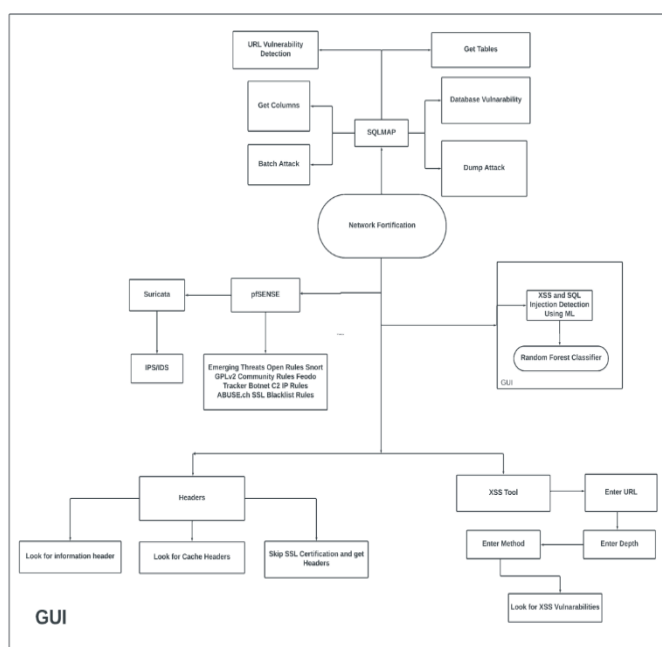 URL Vulnerability
Detection
Get Tables
Get Columns
Database Vulnarability
SQLMAP
Batch Attack
Dump Attack
Network Fortification
Suricata
pfSENSE
XSS and SQL
Injection Detection
Using ML
Random Forest Classifier
GUI
IPS/IDS
Emerging Threats Open Rules Snort
GPLv2 Community Rules Feodo
Tracker Botnet C2 IP Rules
ABUSE.ch SSL Blacklist Rules
Headers
XSS Tool
Enter URL
Look for information header
Look for Cache Headers
Skip SSL Certification and get
Headers
Enter Method
Enter Depth
Look for XSS Vulnarabilities
GUI